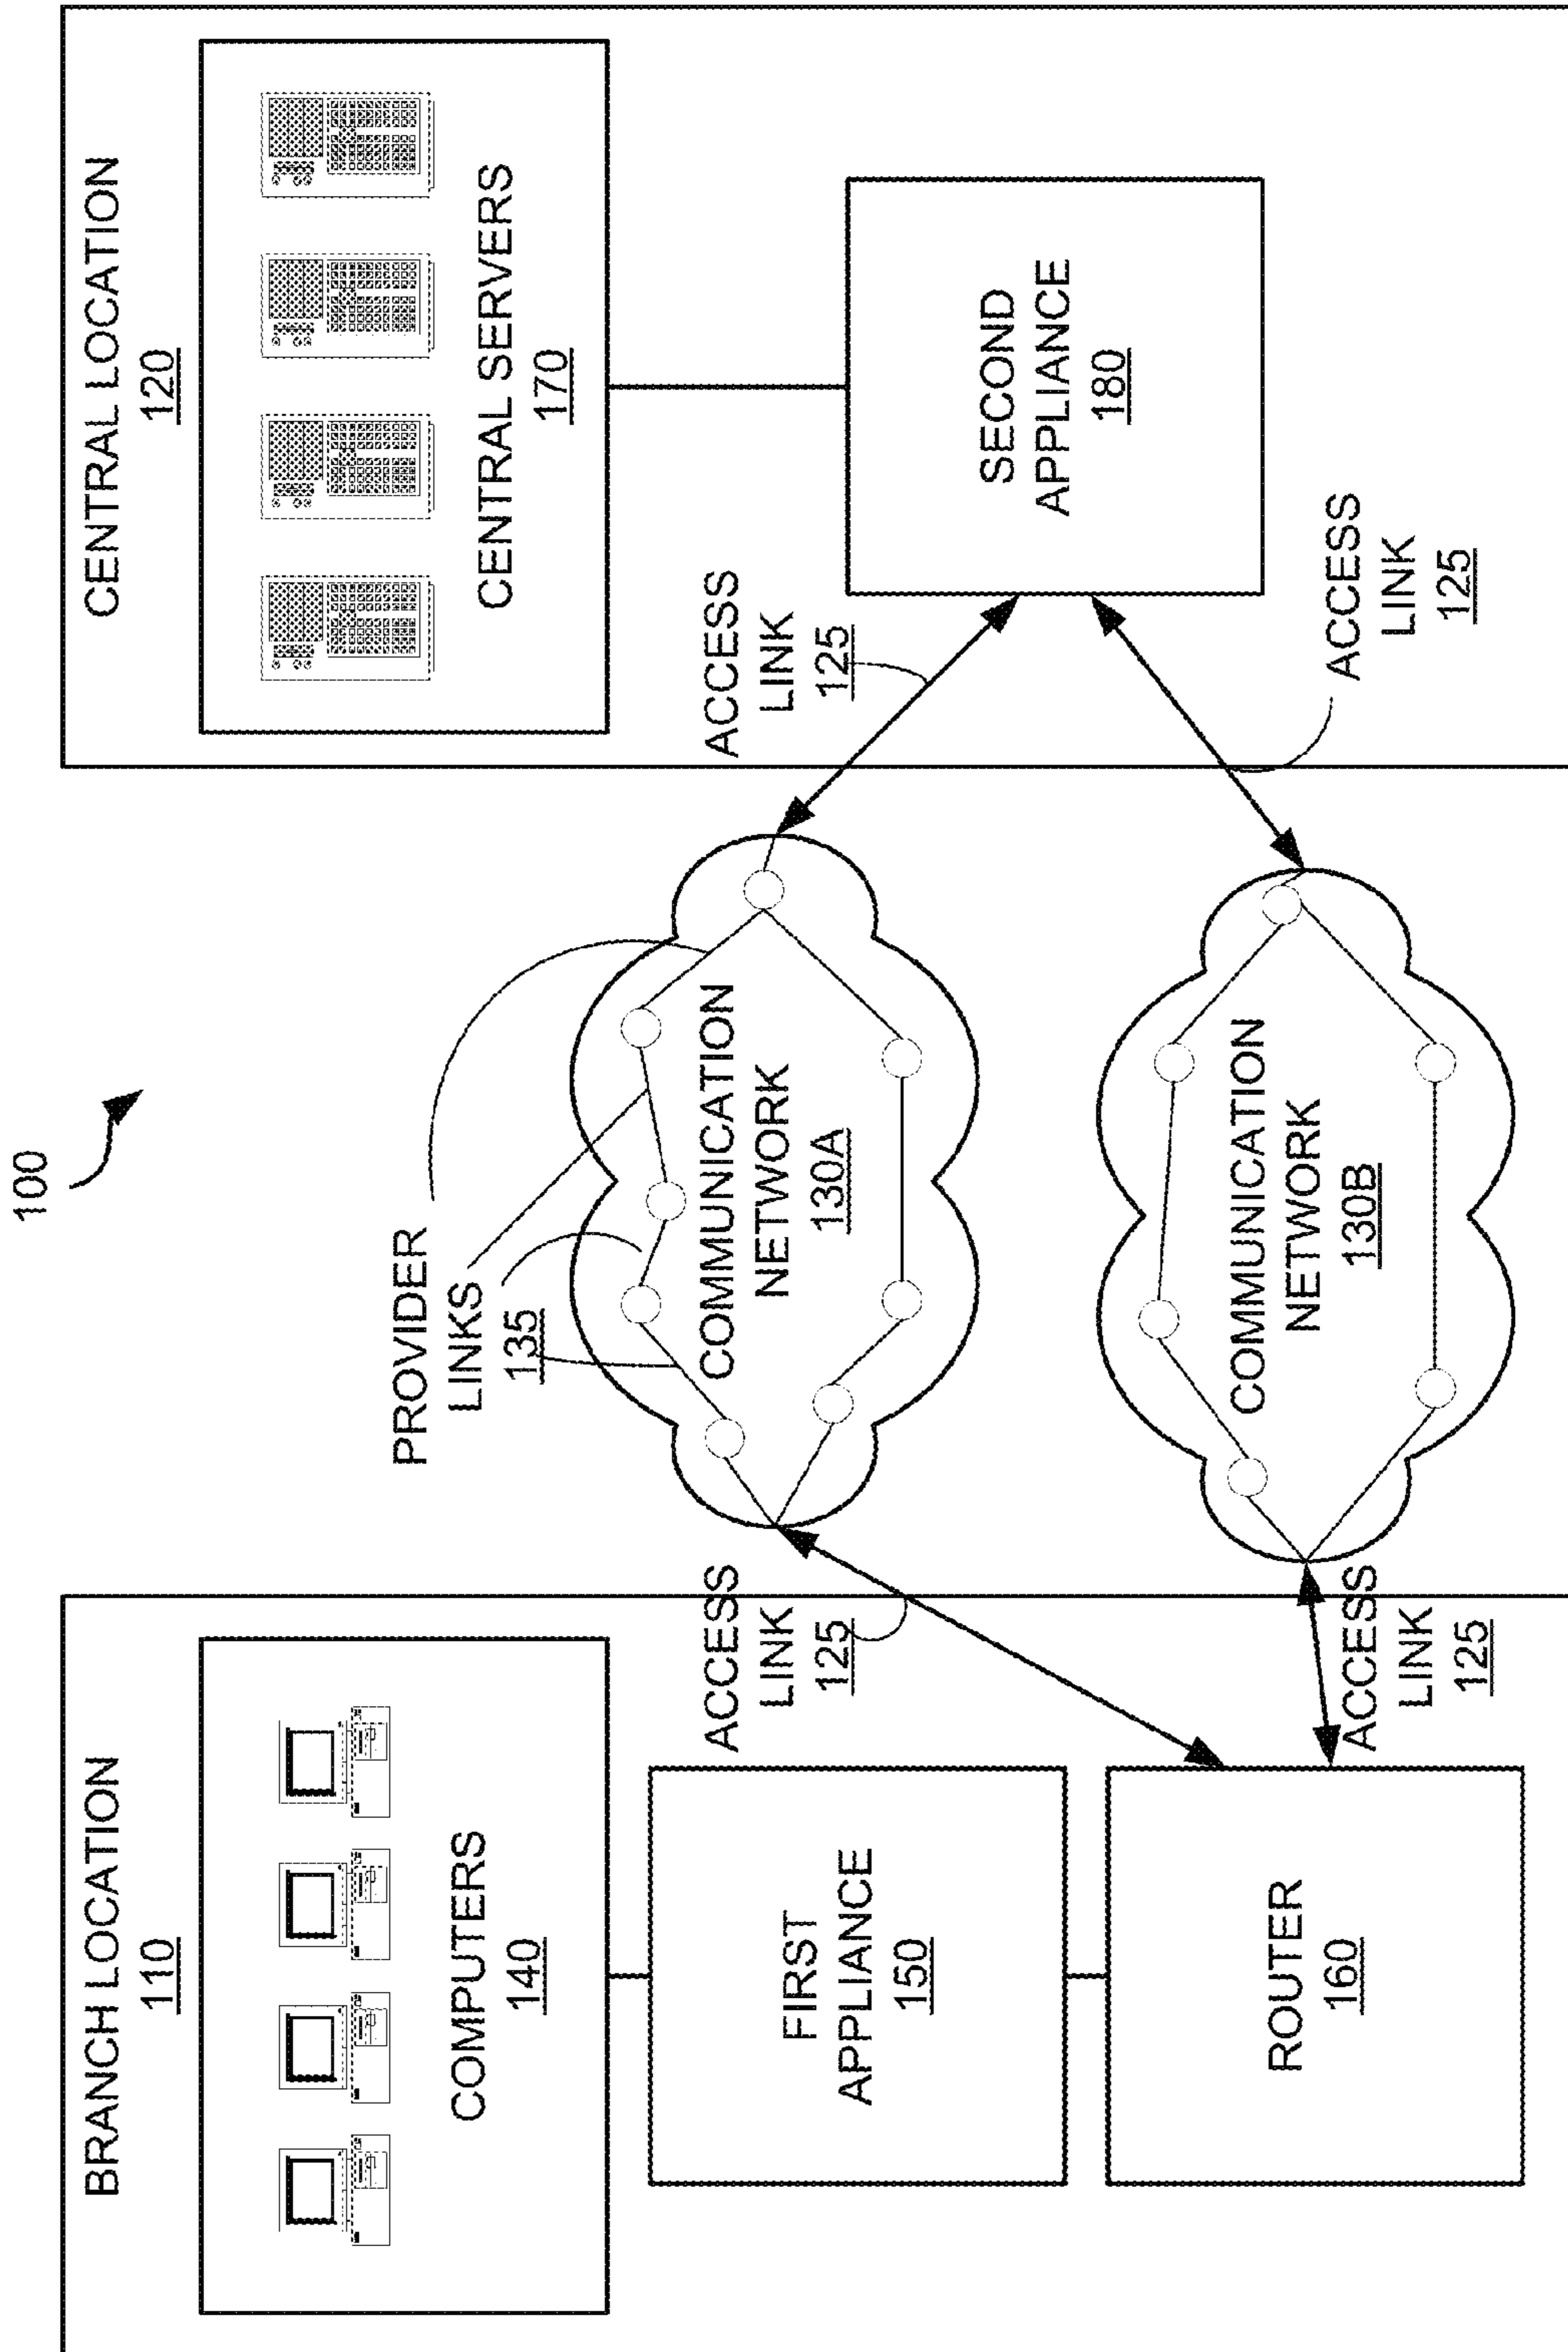 100
BRANCH LOCATION
110
COMPUTERS
140
FIRST
APPLIANCE
150
ROUTER
160
ACCESS
LINK
125
ACCESS
LINK
125
PROVIDER
LINKS
135
COMMUNICATION
NETWORK
130A
COMMUNICATION
NETWORK
130B
CENTRAL LOCATION
120
CENTRAL SERVERS
170
ACCESS
LINK
125
SECOND
APPLIANCE
180
ACCESS
LINK
125